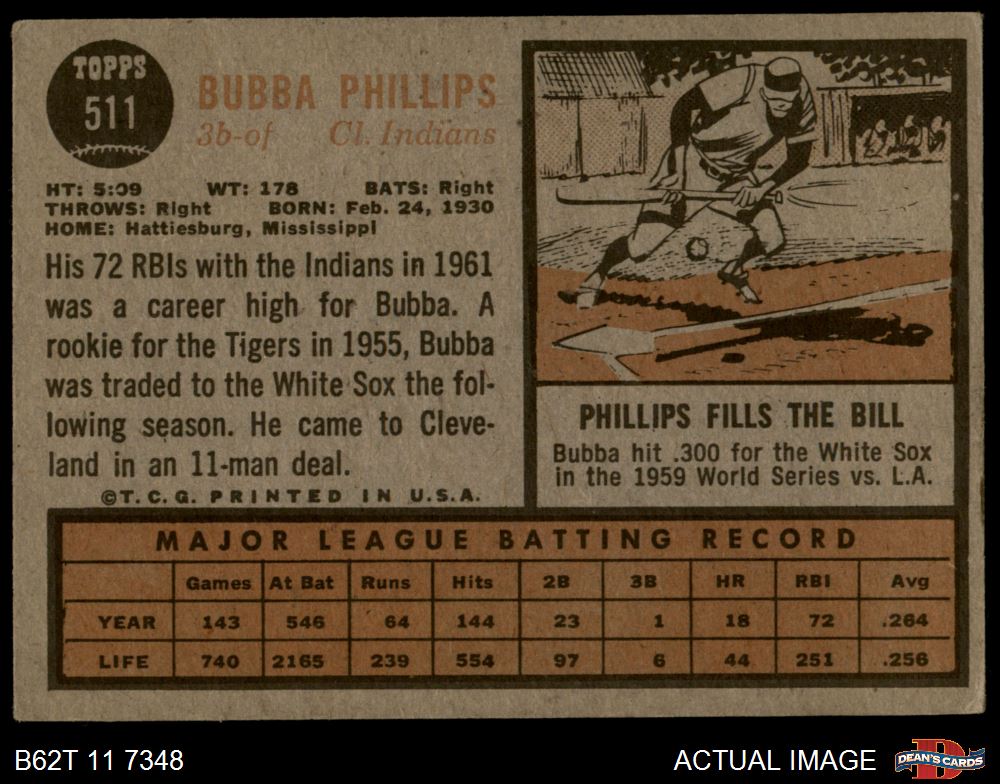 TOPPS
511
BUBBA PHILLIPS
3b-of Cl. Indians
HT: 5:09 WT: 178 BATS: Right
THROWS: Right BORN: Feb. 24, 1930
HOME: Hattiesburg, Mississippi
His 72 RBIs with the Indians in 1961
was a career high for Bubba. A
rookie for the Tigers in 1955, Bubba
was traded to the White Sox the fol-
lowing season. He came to Cleve-
land in an 11-man deal.
©T.C.G. PRINTED IN U.S.A.
PHILLIPS FILLS THE BILL
Bubba hit .300 for the White Sox
in the 1959 World Series vs. L.A.
MAJOR LEAGUE BATTING RECORD
Games At Bat Runs Hits 2B 3B HR RBI Avg
YEAR 143 546 64 144 23 1 18 72 .264
LIFE 740 2165 239 554 97 6 44 251 .256
B62T 11 7348
ACTUAL IMAGE
DEAN'S CARDS